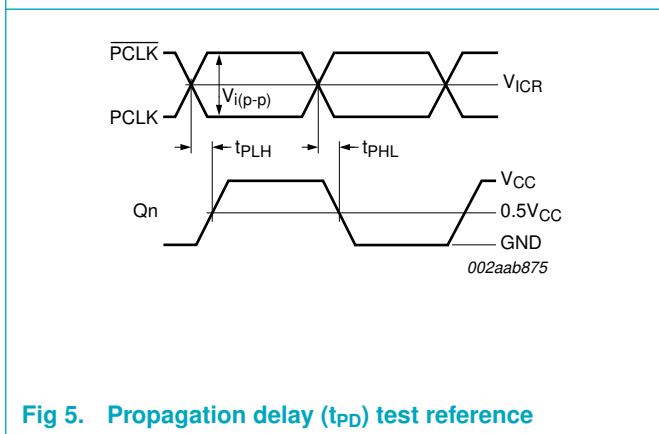 PCLK
V_ICR
V_i(p-p)
PCLK
t_PLH
t_PHL
V_CC
Qn
0.5V_CC
GND
002aab875
Fig 5. Propagation delay (t_PD) test reference